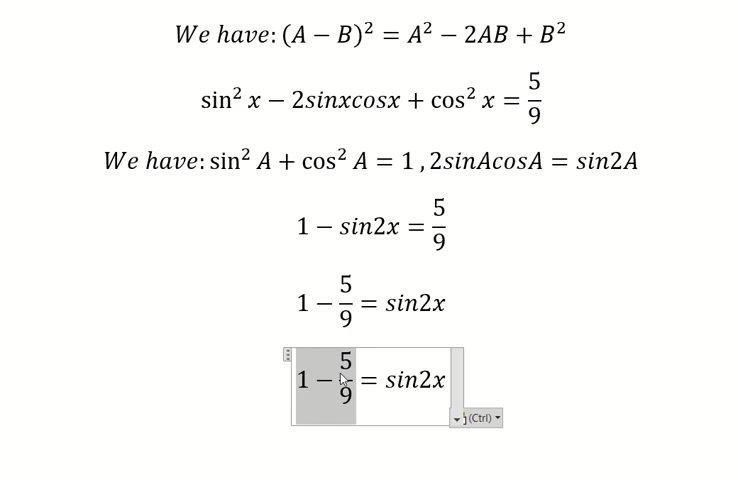 We have: (A − B)² = A² − 2AB + B²
sin² x − 2sinxcosx + cos² x = 5/9
We have: sin² A + cos² A = 1 , 2sinAcosA = sin2A
1 − sin2x = 5/9
1 − 5/9 = sin2x
1 − 5/9 = sin2x
(Ctrl)